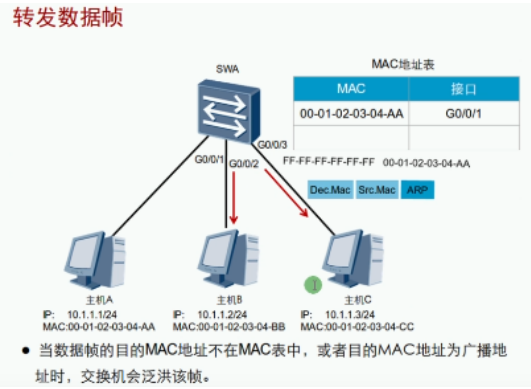 转发数据帧
SWA
MAC地址表
MAC 接口
00-01-02-03-04-AA G0/0/1
G0/0/3
G0/0/1 G0/0/2 FF-FF-FF-FF-FF-FF 00-01-02-03-04-AA
Dec.Mac Src.Mac ARP
主机A 主机B 主机C
IP: 10.1.1.1/24 IP: 10.1.1.2/24 IP: 10.1.1.3/24
MAC:00-01-02-03-04-AA MAC:00-01-02-03-04-BB MAC:00-01-02-03-04-CC
● 当数据帧的目的MAC地址不在MAC表中，或者目的MAC地址为广播地
址时，交换机会泛洪该帧。